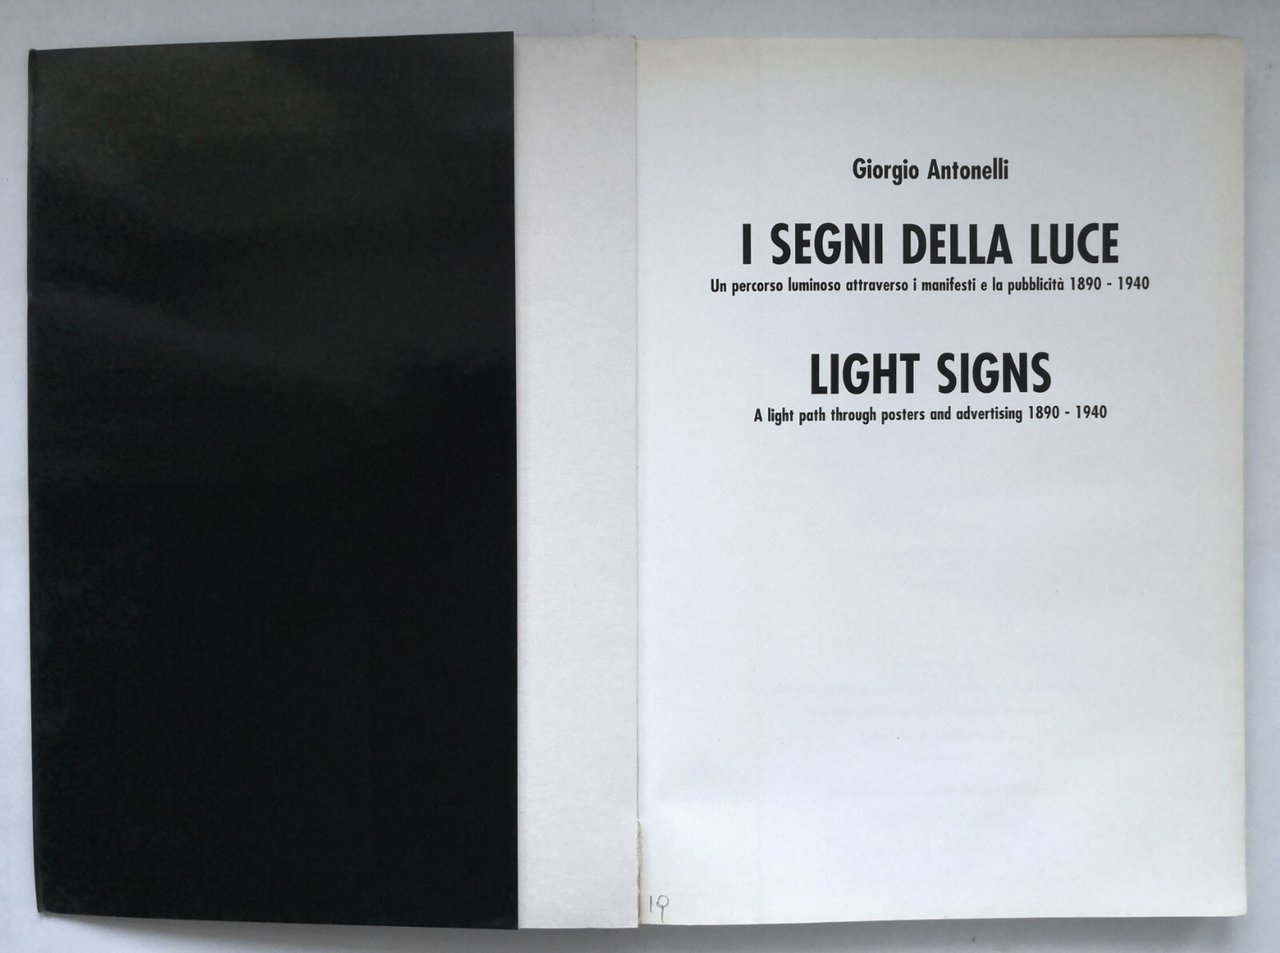 Giorgio Antonelli
I SEGNI DELLA LUCE
Un percorso luminoso attraverso i manifesti e la pubblicità 1890 - 1940
LIGHT SIGNS
A light path through posters and advertising 1890 - 1940